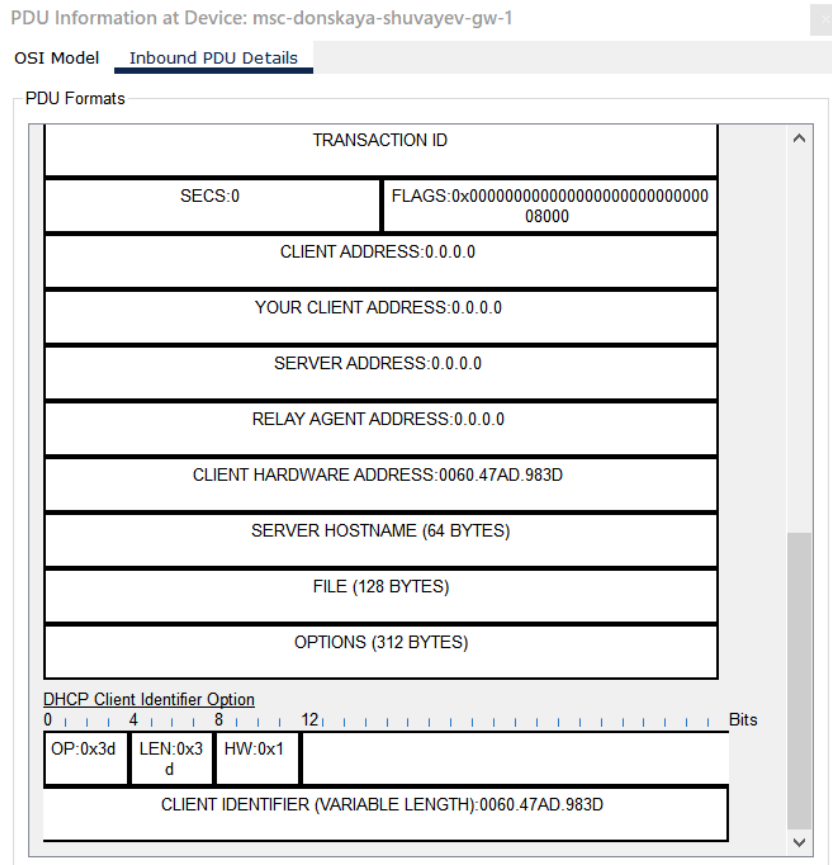 PDU Information at Device: msc-donskaya-shuvayev-gw-1
OSI Model Inbound PDU Details
PDU Formats
TRANSACTION ID
SECS:0 FLAGS:0x000000000000000000000000000
08000
CLIENT ADDRESS:0.0.0.0
YOUR CLIENT ADDRESS:0.0.0.0
SERVER ADDRESS:0.0.0.0
RELAY AGENT ADDRESS:0.0.0.0
CLIENT HARDWARE ADDRESS:0060.47AD.983D
SERVER HOSTNAME (64 BYTES)
FILE (128 BYTES)
OPTIONS (312 BYTES)
DHCP Client Identifier Option
0 4 8 12 Bits
OP:0x3d LEN:0x3 HW:0x1
d
CLIENT IDENTIFIER (VARIABLE LENGTH):0060.47AD.983D